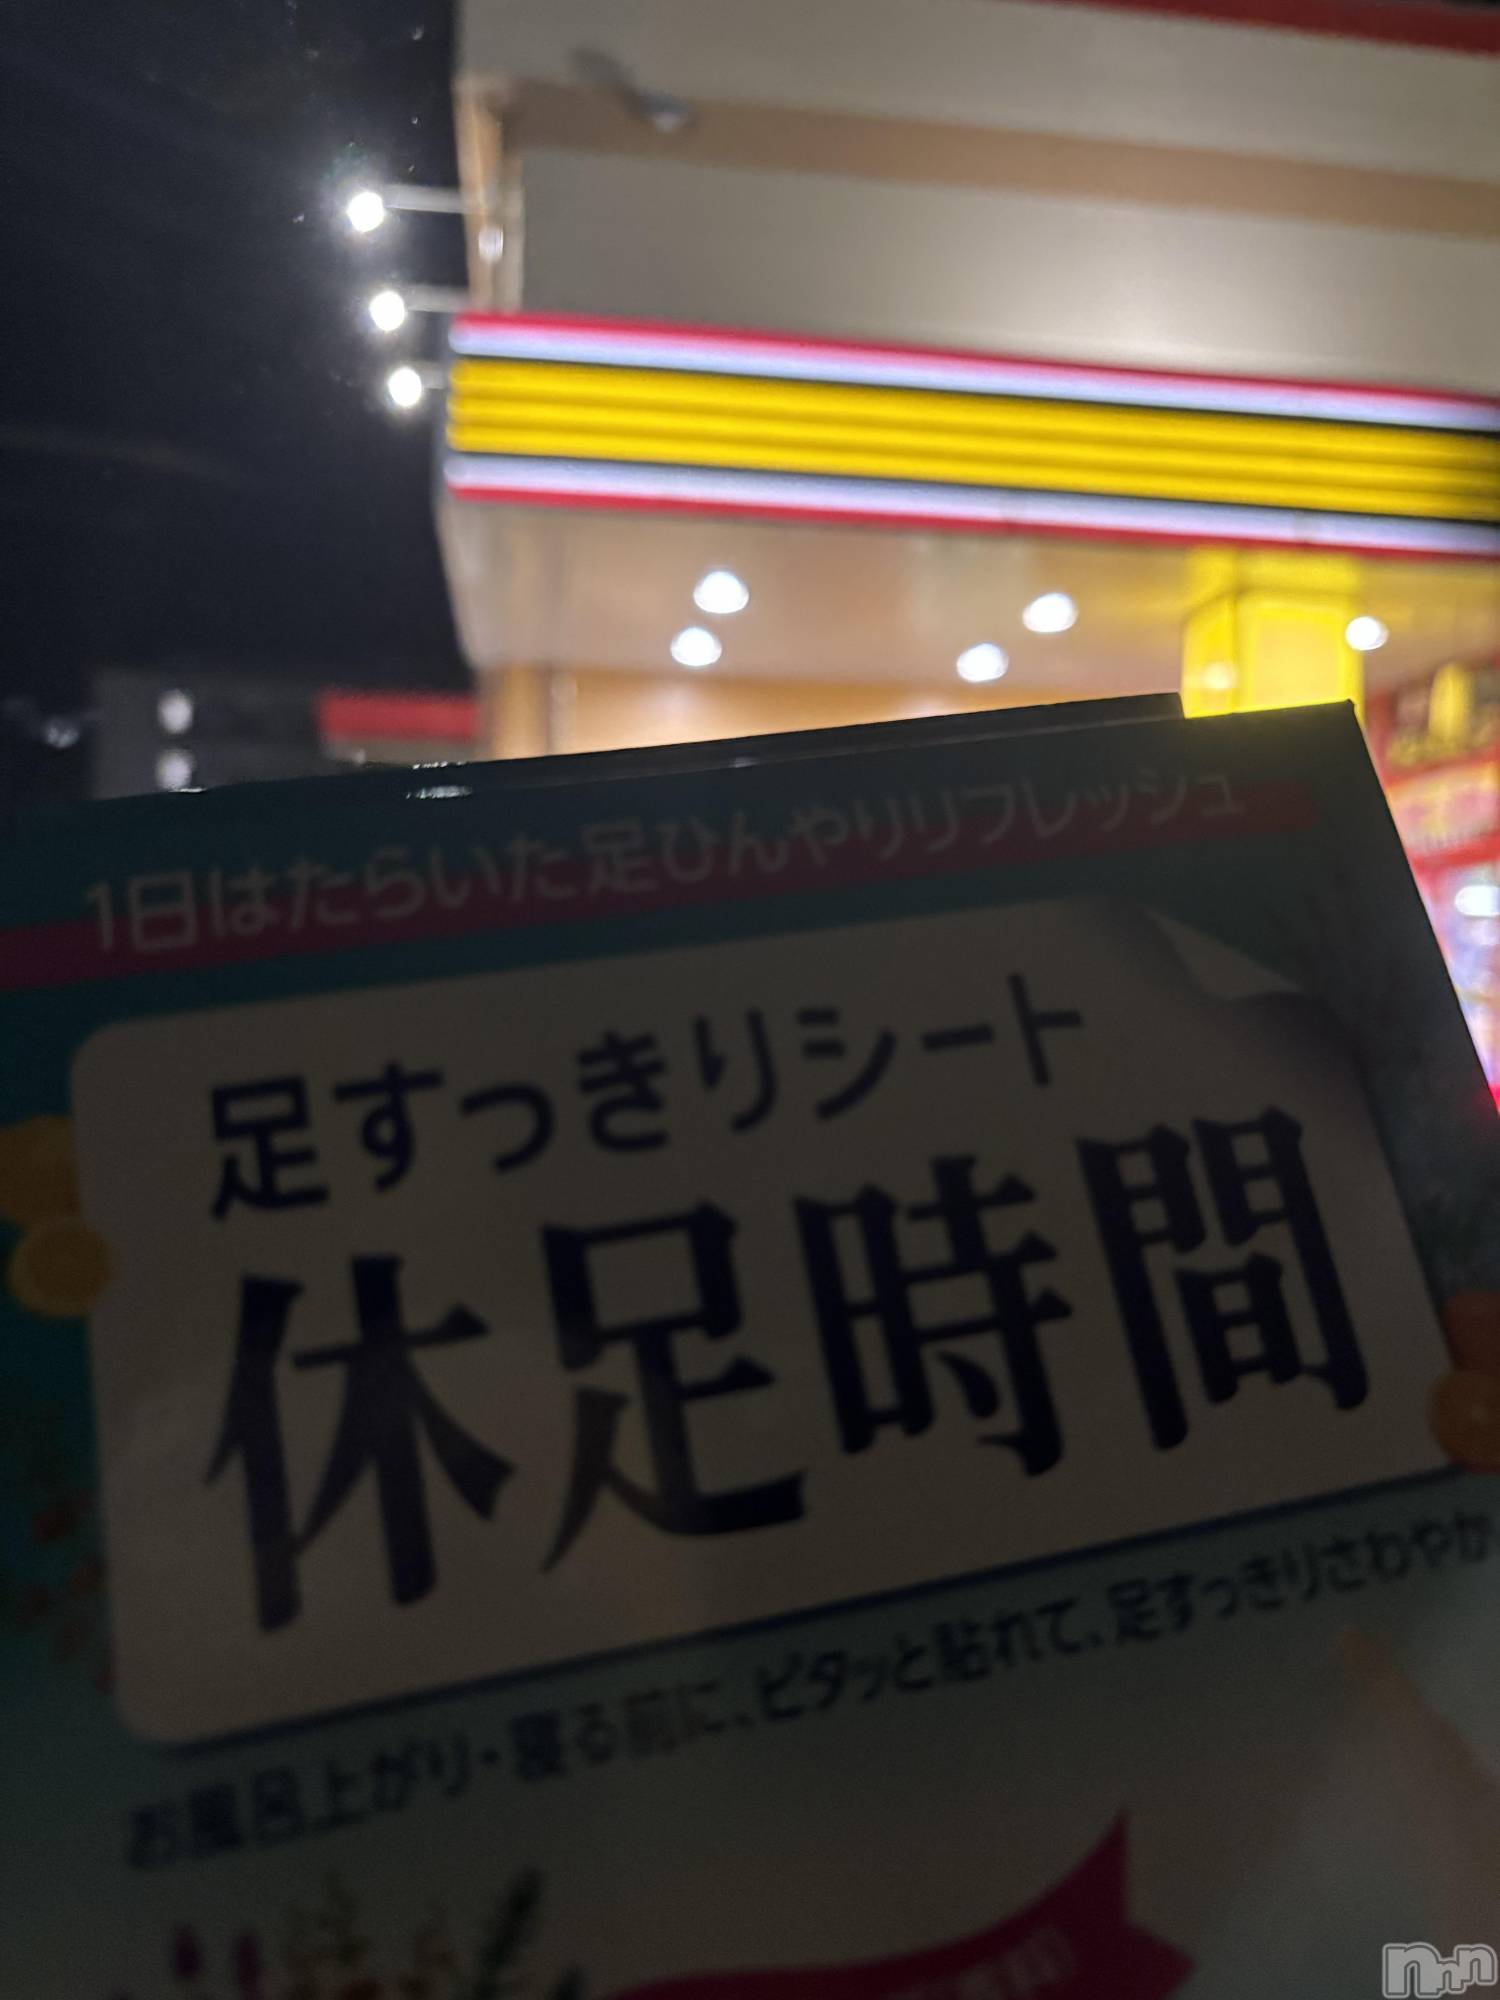 1日はたらいた足ひんやりリフレッシュ
足すっきりシート
休足時間
お風呂上がり・寝る前に、ピタッと貼れて、足すっきりさわやか